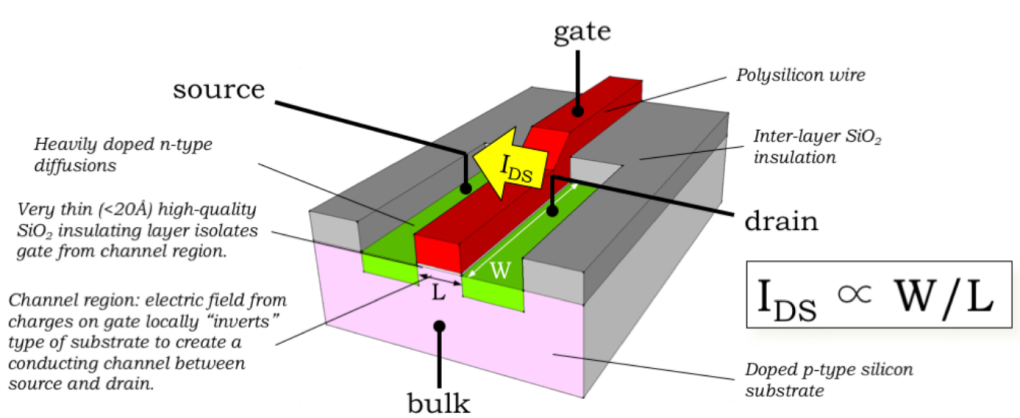 gate
source
Polysilicon wire
Heavily doped n-type
diffusions
Inter-layer SiO₂
insulation
I_DS
Very thin (<20Å) high-quality
SiO₂ insulating layer isolates
gate from channel region.
drain
W
L
Channel region: electric field from
charges on gate locally “inverts”
type of substrate to create a
conducting channel between
source and drain.
I_DS ∝ W/L
Doped p-type silicon
substrate
bulk